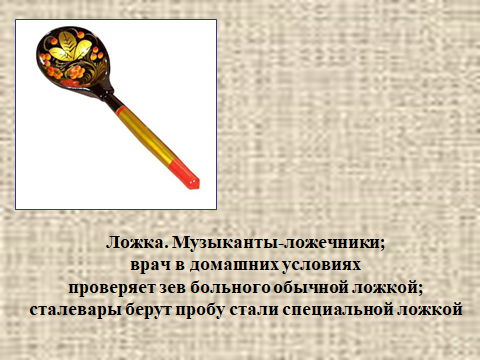 Ложка. Музыканты-ложечники;
врач в домашних условиях
проверяет зев больного обычной ложкой;
сталевары берут пробу стали специальной ложкой